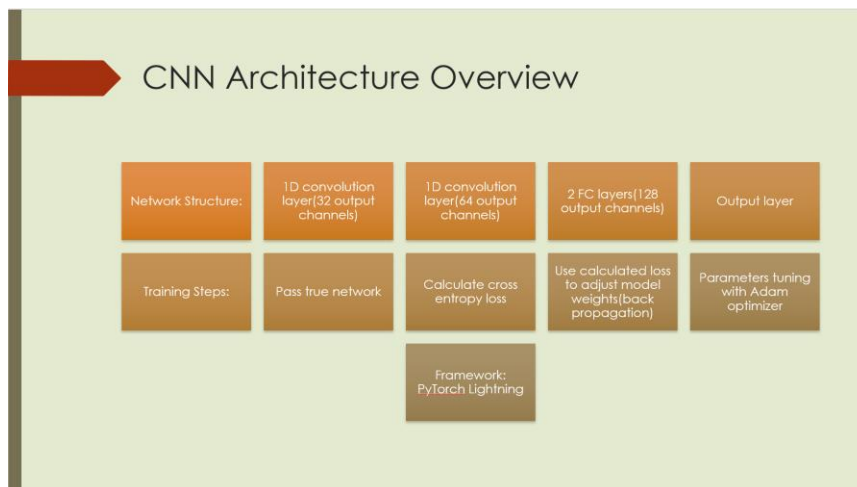 CNN Architecture Overview
Network Structure:
1D convolution
layer(32 output
channels)
1D convolution
layer(64 output
channels)
2 FC layers(128
output channels)
Output layer
Training Steps:
Pass true network
Calculate cross
entropy loss
Use calculated loss
to adjust model
weights(back
propagation)
Parameters tuning
with Adam
optimizer
Framework:
PyTorch Lightning